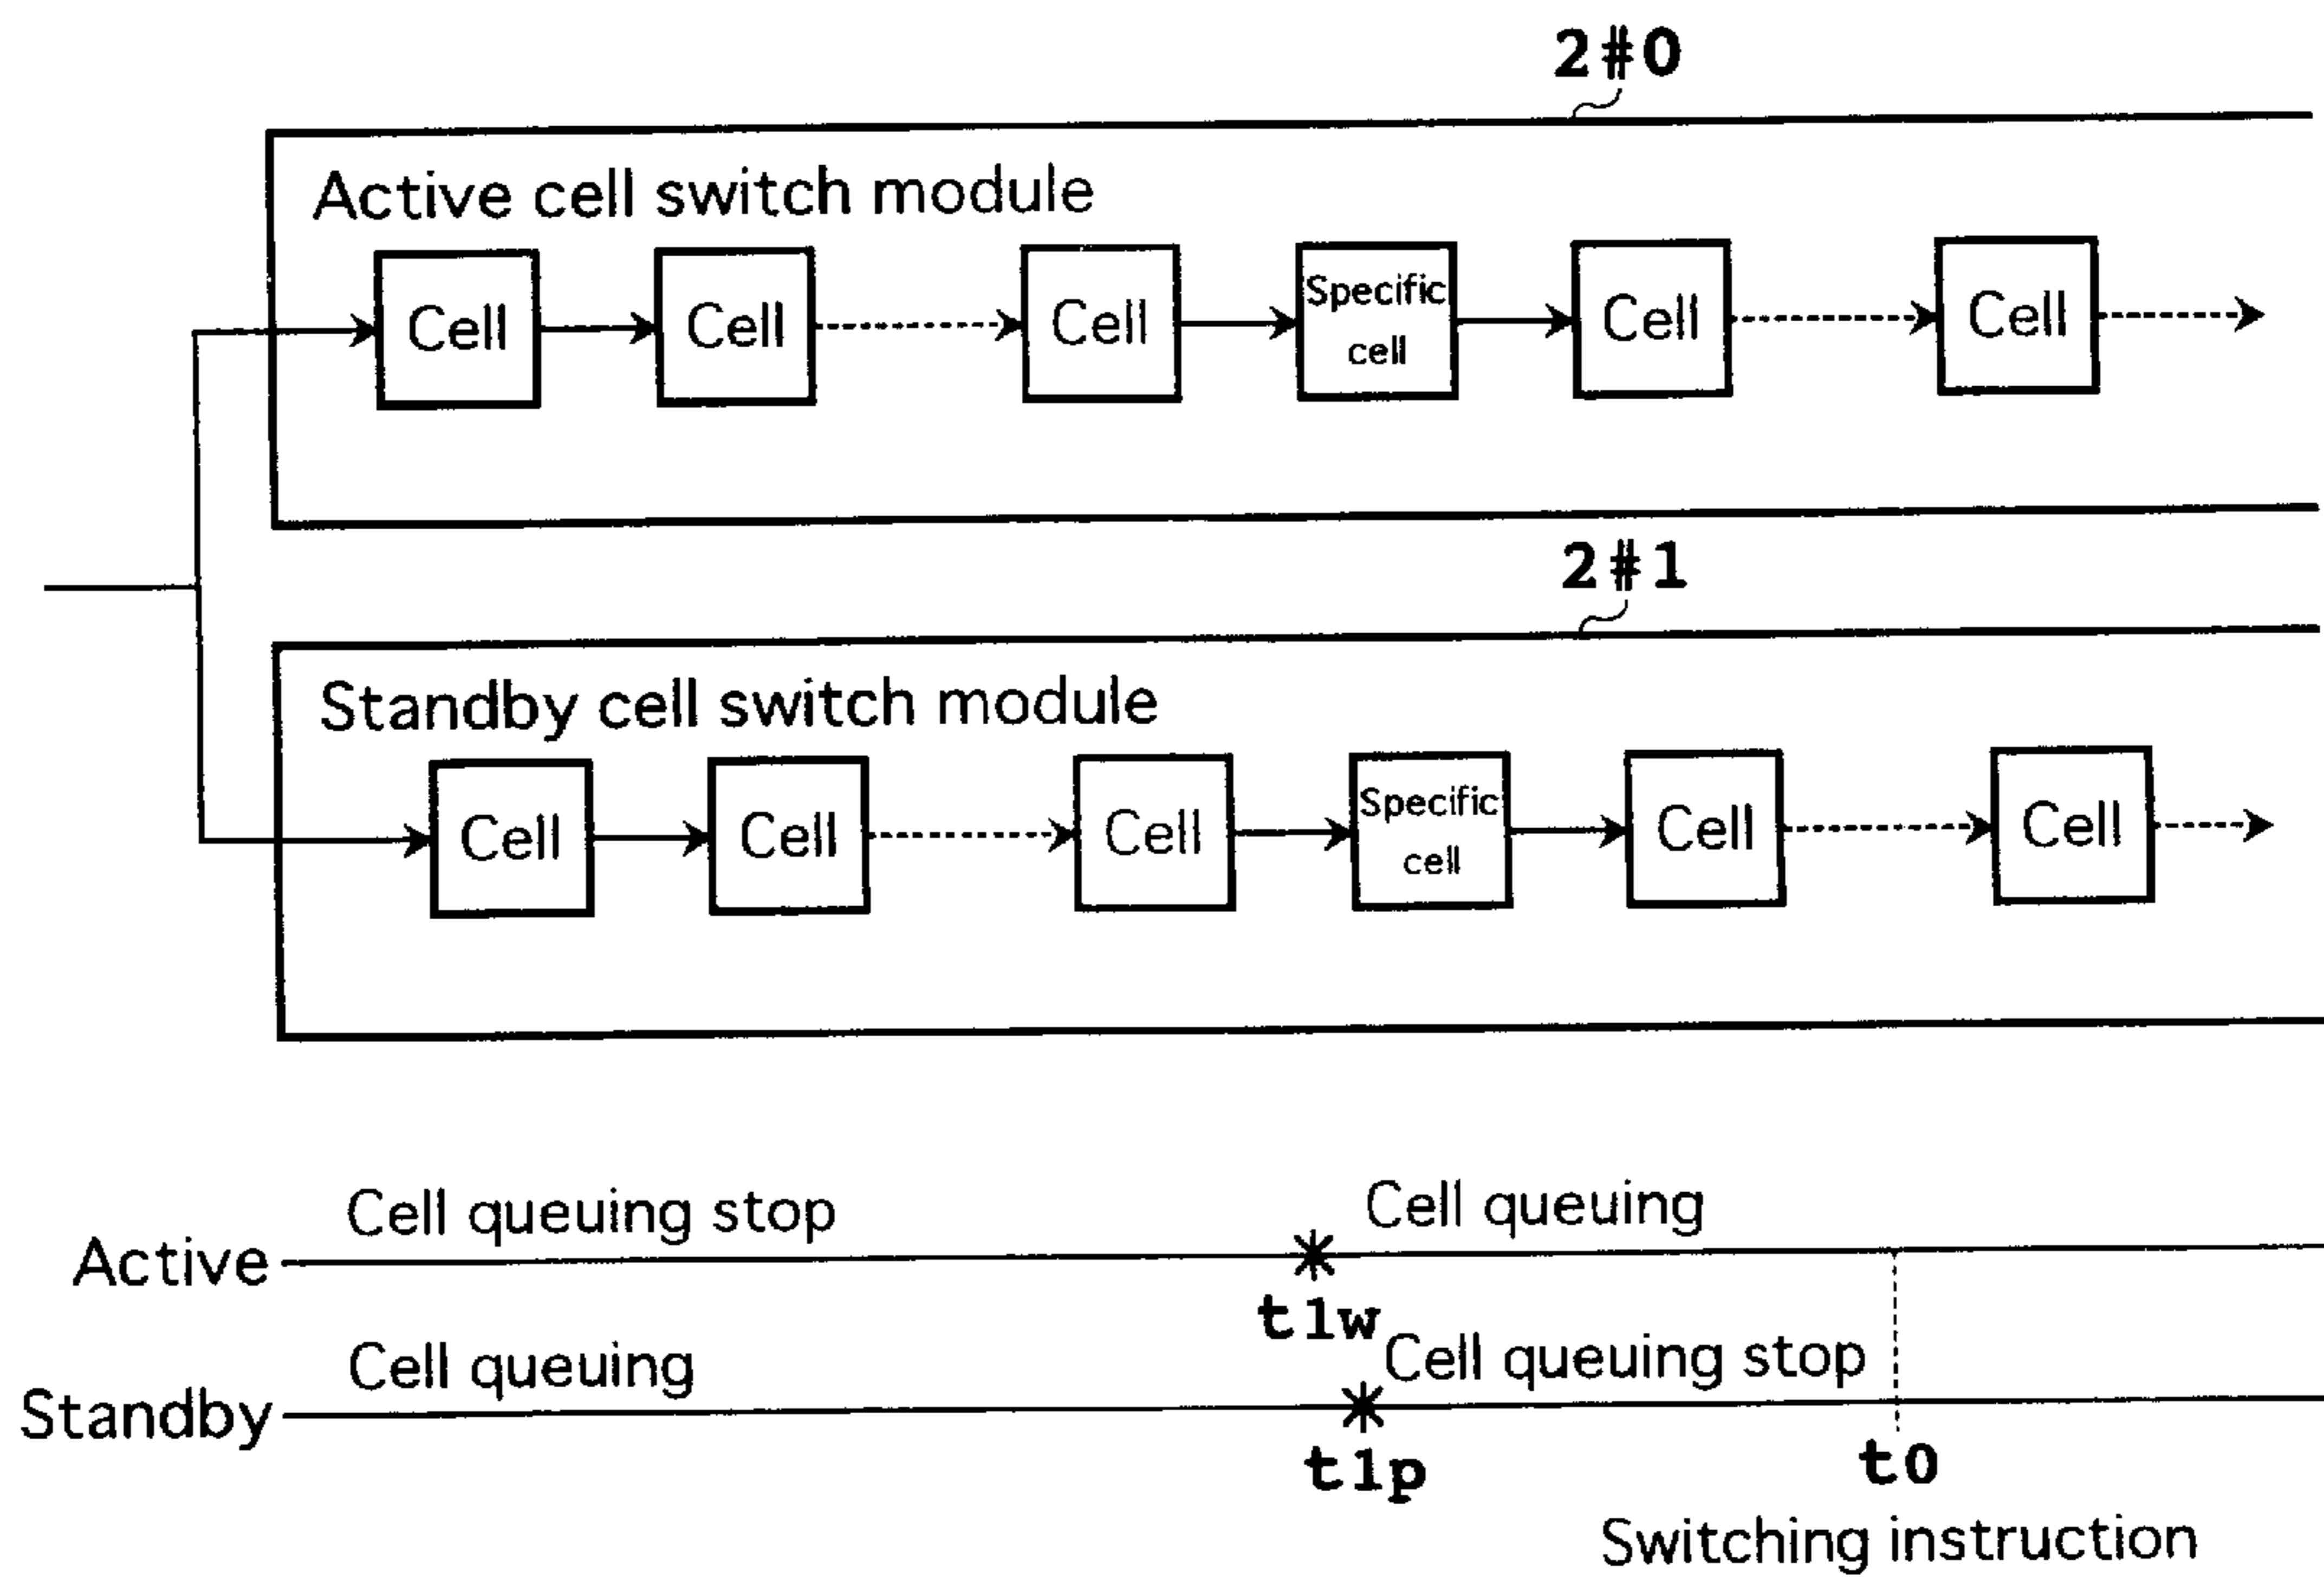 2#0
Active cell switch module
Cell Cell Cell Specific cell Cell Cell
2#1
Standby cell switch module
Cell Cell Cell Specific cell Cell Cell
Cell queuing stop Cell queuing
Active
t1w
Cell queuing Cell queuing stop
Standby
t1p t0
Switching instruction